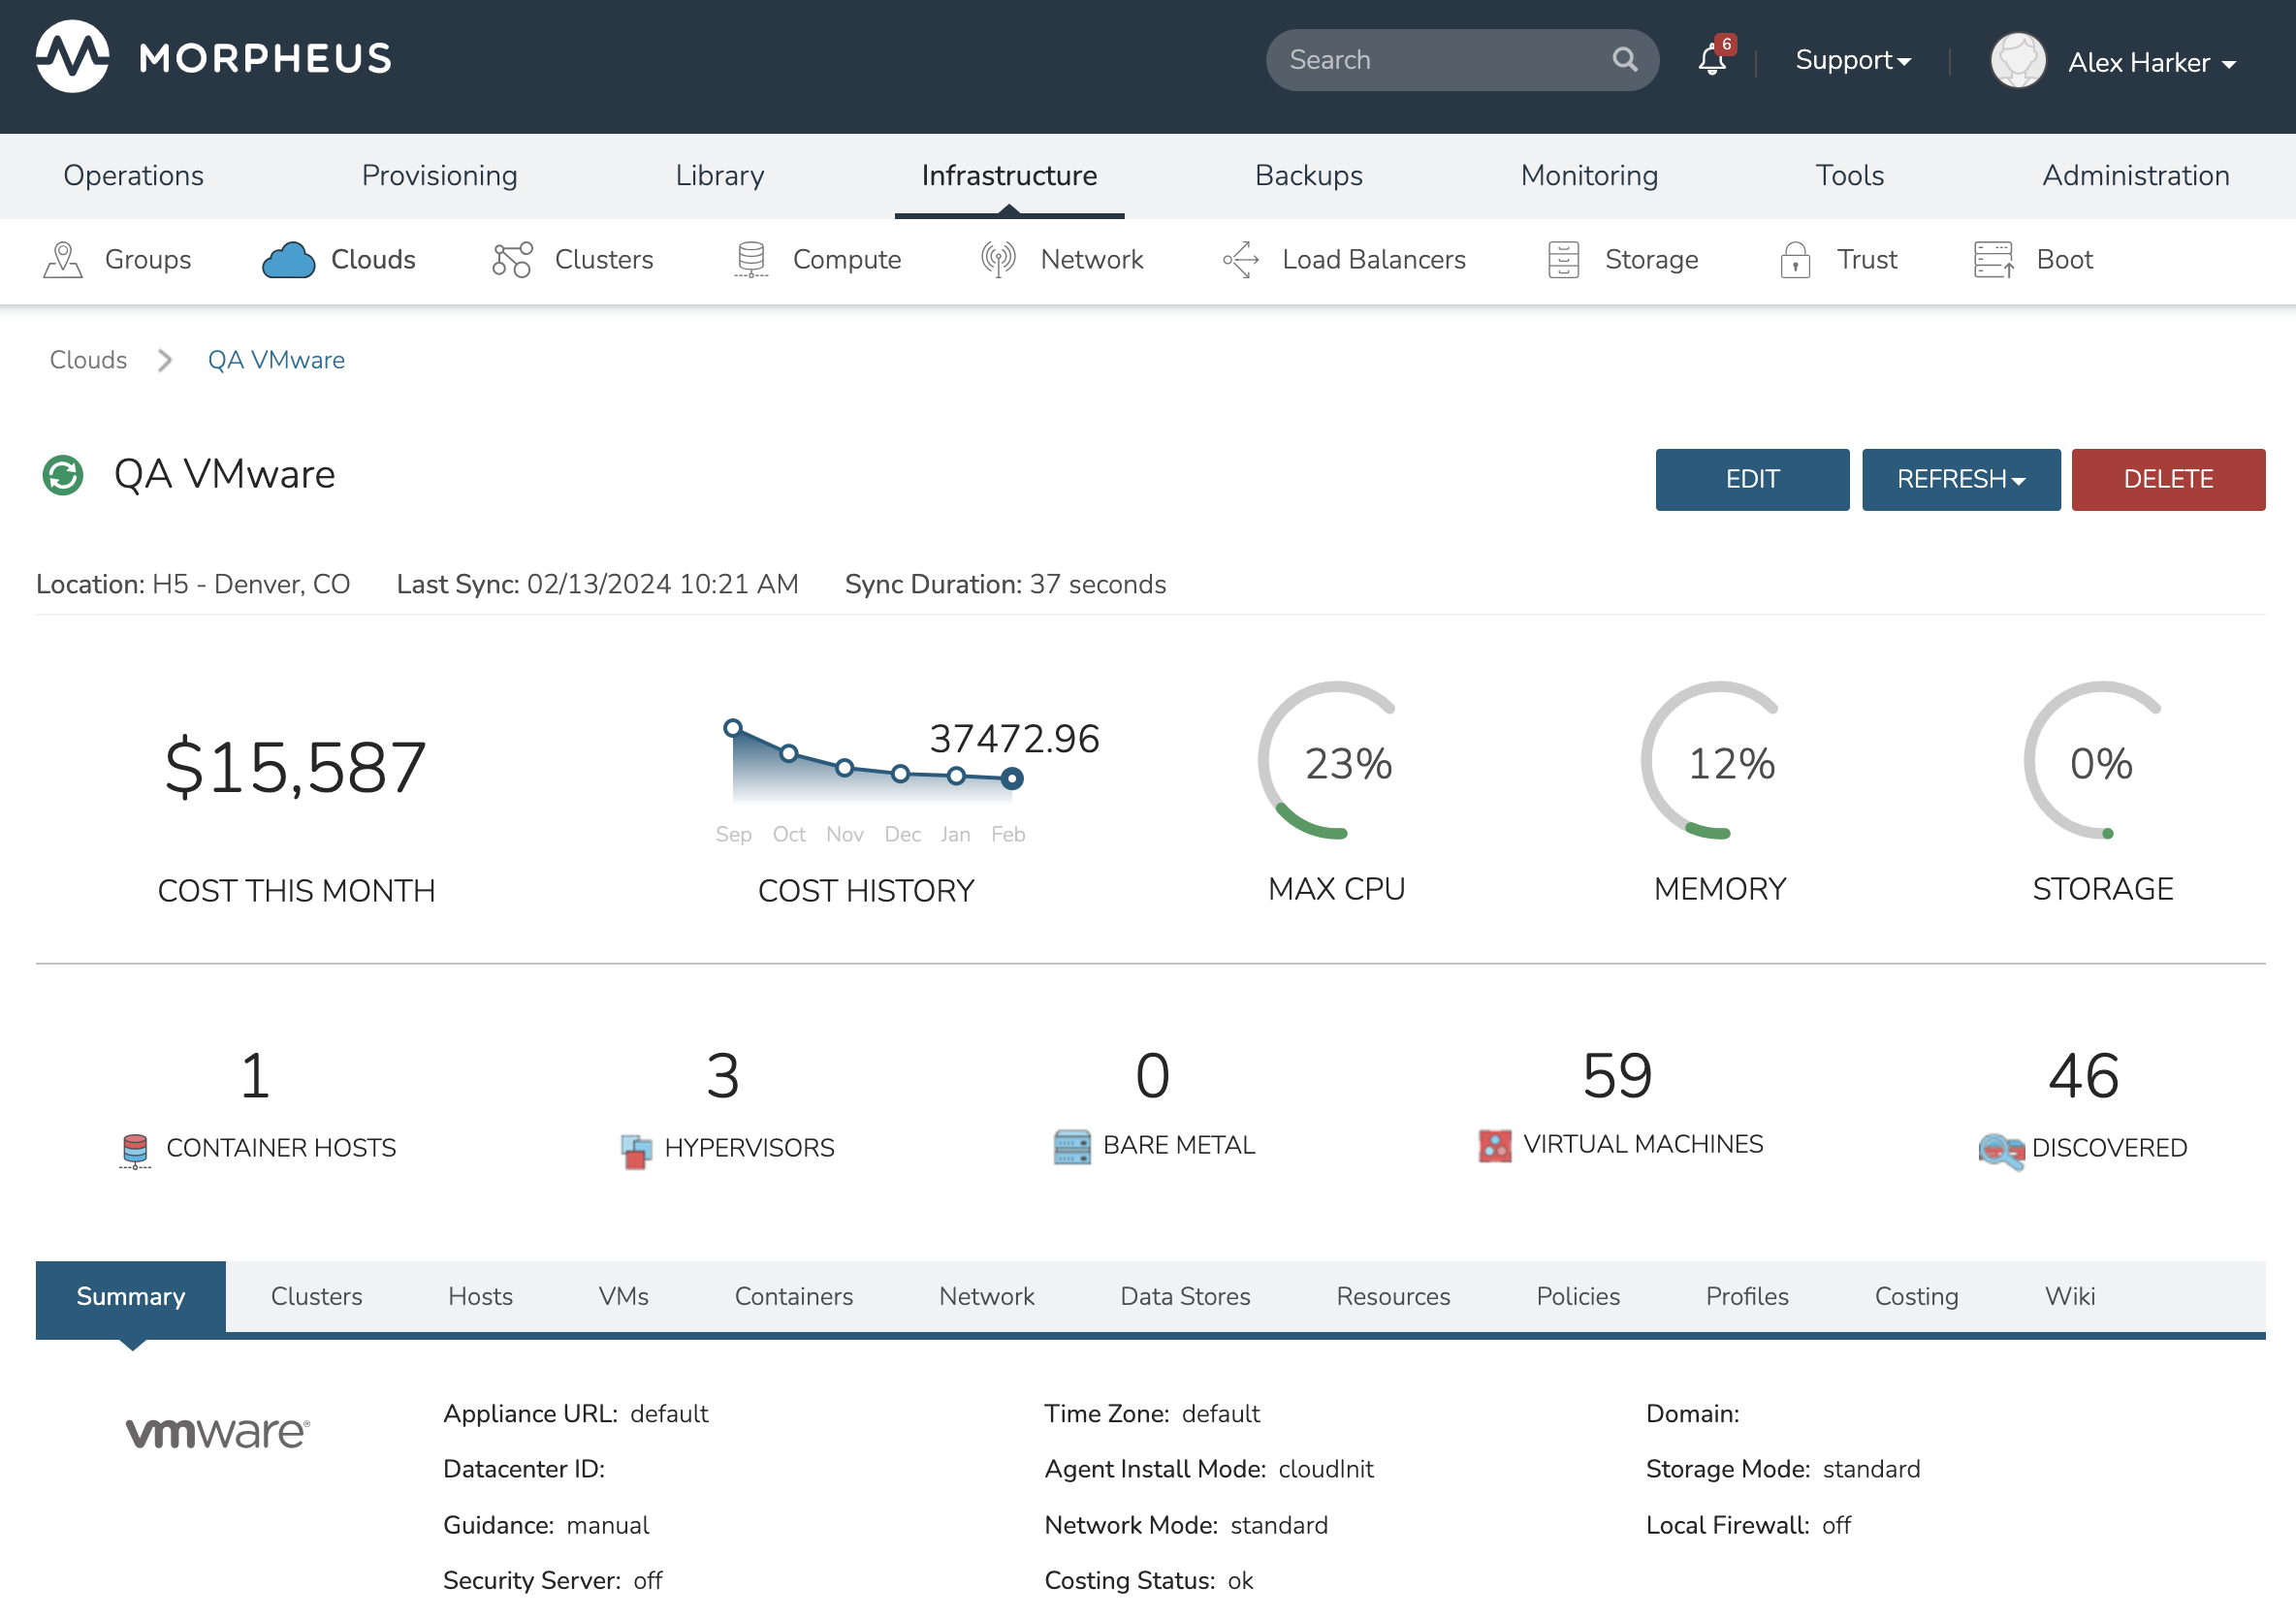 MORPHEUS
Search
6
Support
Alex Harker
Operations Provisioning Library Infrastructure Backups Monitoring Tools Administration
Groups Clouds Clusters Compute Network Load Balancers Storage Trust Boot
Clouds QA VMware
QA VMware
EDIT REFRESH DELETE
Location: H5 - Denver, CO Last Sync: 02/13/2024 10:21 AM Sync Duration: 37 seconds
$15,587
COST THIS MONTH
37472.96
Sep Oct Nov Dec Jan Feb
COST HISTORY
23%
MAX CPU
12%
MEMORY
0%
STORAGE
1
CONTAINER HOSTS
3
HYPERVISORS
0
BARE METAL
59
VIRTUAL MACHINES
46
DISCOVERED
Summary Clusters Hosts VMs Containers Network Data Stores Resources Policies Profiles Costing Wiki
vmware®
Appliance URL: default
Datacenter ID:
Guidance: manual
Security Server: off
Time Zone: default
Agent Install Mode: cloudInit
Network Mode: standard
Costing Status: ok
Domain:
Storage Mode: standard
Local Firewall: off